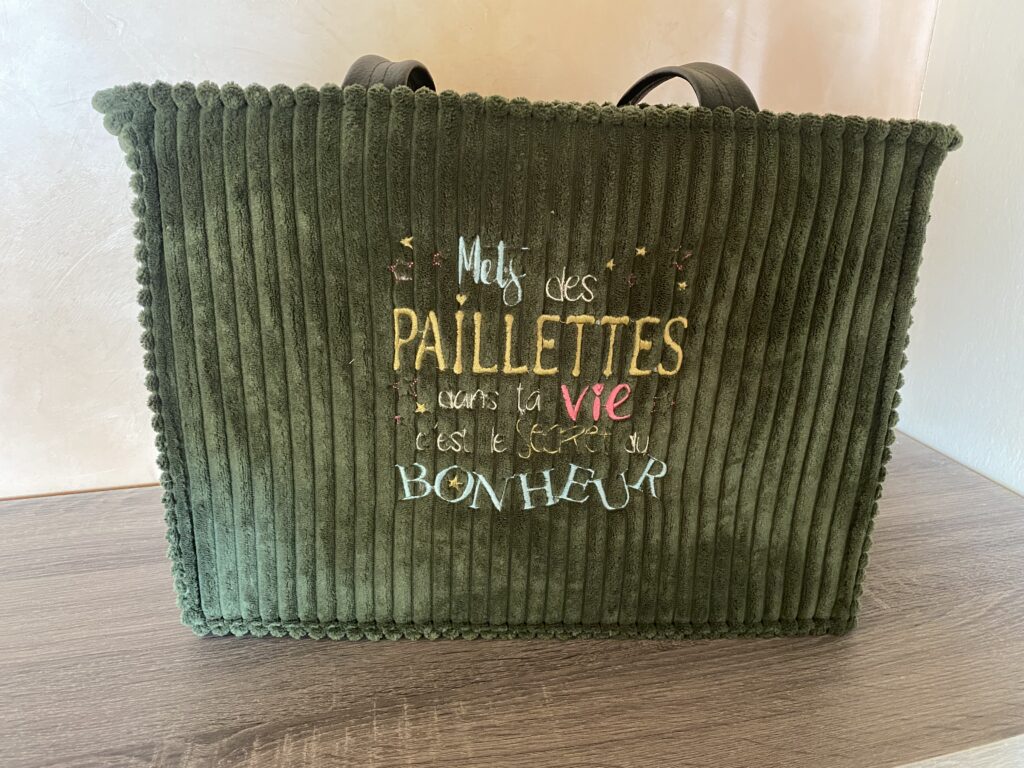 Mets des
PAiLLETTES
dans ta ViE
c'est le SECRET du
BONHEUR